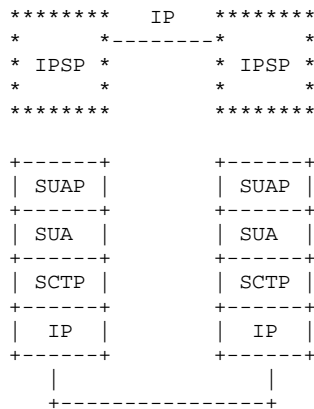 ********   IP   ********
*      *--------*      *
* IPSP *        * IPSP *
*      *        *      *
********        ********
+------+        +------+
| SUAP |        | SUAP |
+------+        +------+
| SUA  |        | SUA  |
+------+        +------+
| SCTP |        | SCTP |
+------+        +------+
|  IP  |        |  IP  |
+------+        +------+
   |                |
   +----------------+